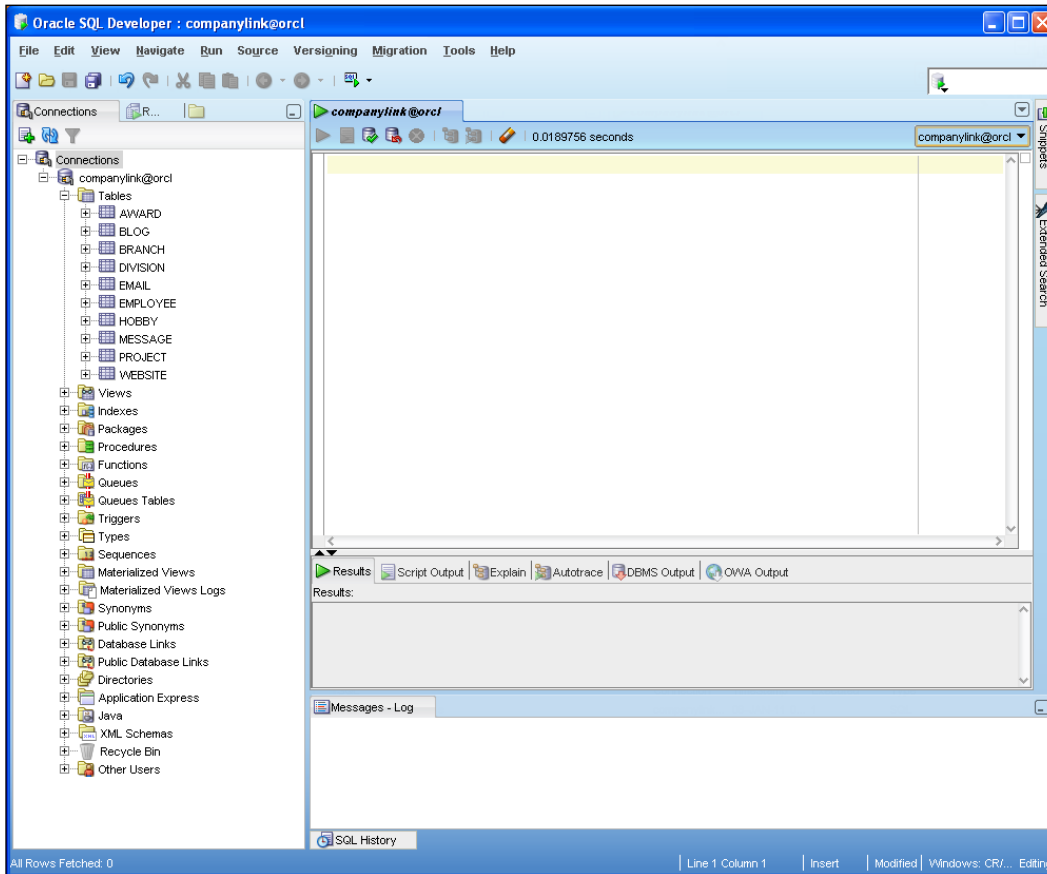 Oracle SQL Developer : companylink@orcl
File Edit View Navigate Run Source Versioning Migration Tools Help
Connections
R...
companylink@orcl
0.0189756 seconds
companylink@orcl
Snippets
Extended Search
Connections
companylink@orcl
Tables
AWARD
BLOG
BRANCH
DIVISION
EMAIL
EMPLOYEE
HOBBY
MESSAGE
PROJECT
WEBSITE
Views
Indexes
Packages
Procedures
Functions
Queues
Queues Tables
Triggers
Types
Sequences
Materialized Views
Materialized Views Logs
Synonyms
Public Synonyms
Database Links
Public Database Links
Directories
Application Express
Java
XML Schemas
Recycle Bin
Other Users
Results Script Output Explain Autotrace DBMS Output OWA Output
Results:
Messages - Log
SQL History
All Rows Fetched: 0
Line 1 Column 1 Insert Modified Windows: CR/... Editing